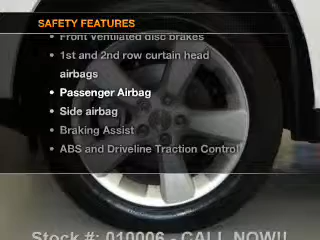 SAFETY FEATURES
• Front Ventilated disc brakes
• 1st and 2nd row curtain head
airbags
• Passenger Airbag
• Side airbag
• Braking Assist
• ABS and Driveline Traction Control
Stock #: 010006 - CALL NOW!!